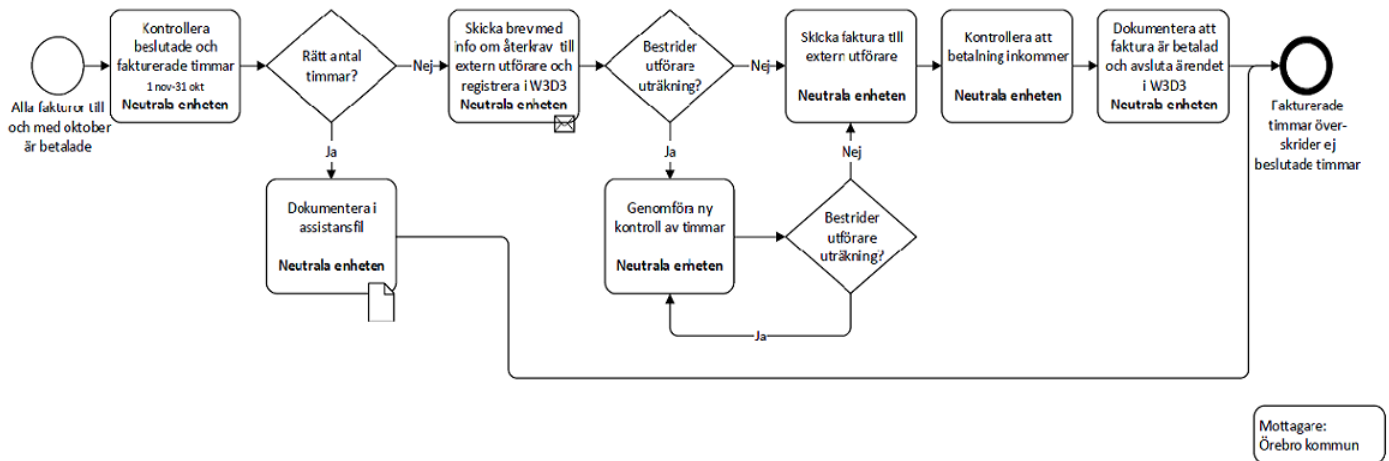 Alla fakturor till
och med oktober
är betalade
Kontrollera
beslutade och
fakturerade timmar
1 nov-31 okt
Neutrala enheten
Rätt antal
timmar?
Nej
Ja
Dokumentera i
assistansfil
Neutrala enheten
Skicka brev med
info om återkrav till
extern utförare och
registrera i W3D3
Neutrala enheten
Bestrider
utförare
uträkning?
Nej
Ja
Genomföra ny
kontroll av timmar
Neutrala enheten
Bestrider
utförare
uträkning?
Ja
Nej
Skicka faktura till
extern utförare
Neutrala enheten
Kontrollera att
betalning inkommer
Neutrala enheten
Dokumentera att
faktura är betalad
och avsluta ärendet
i W3D3
Neutrala enheten
Fakturerade
timmar över-
skrider ej
beslutade timmar
Mottagare:
Örebro kommun